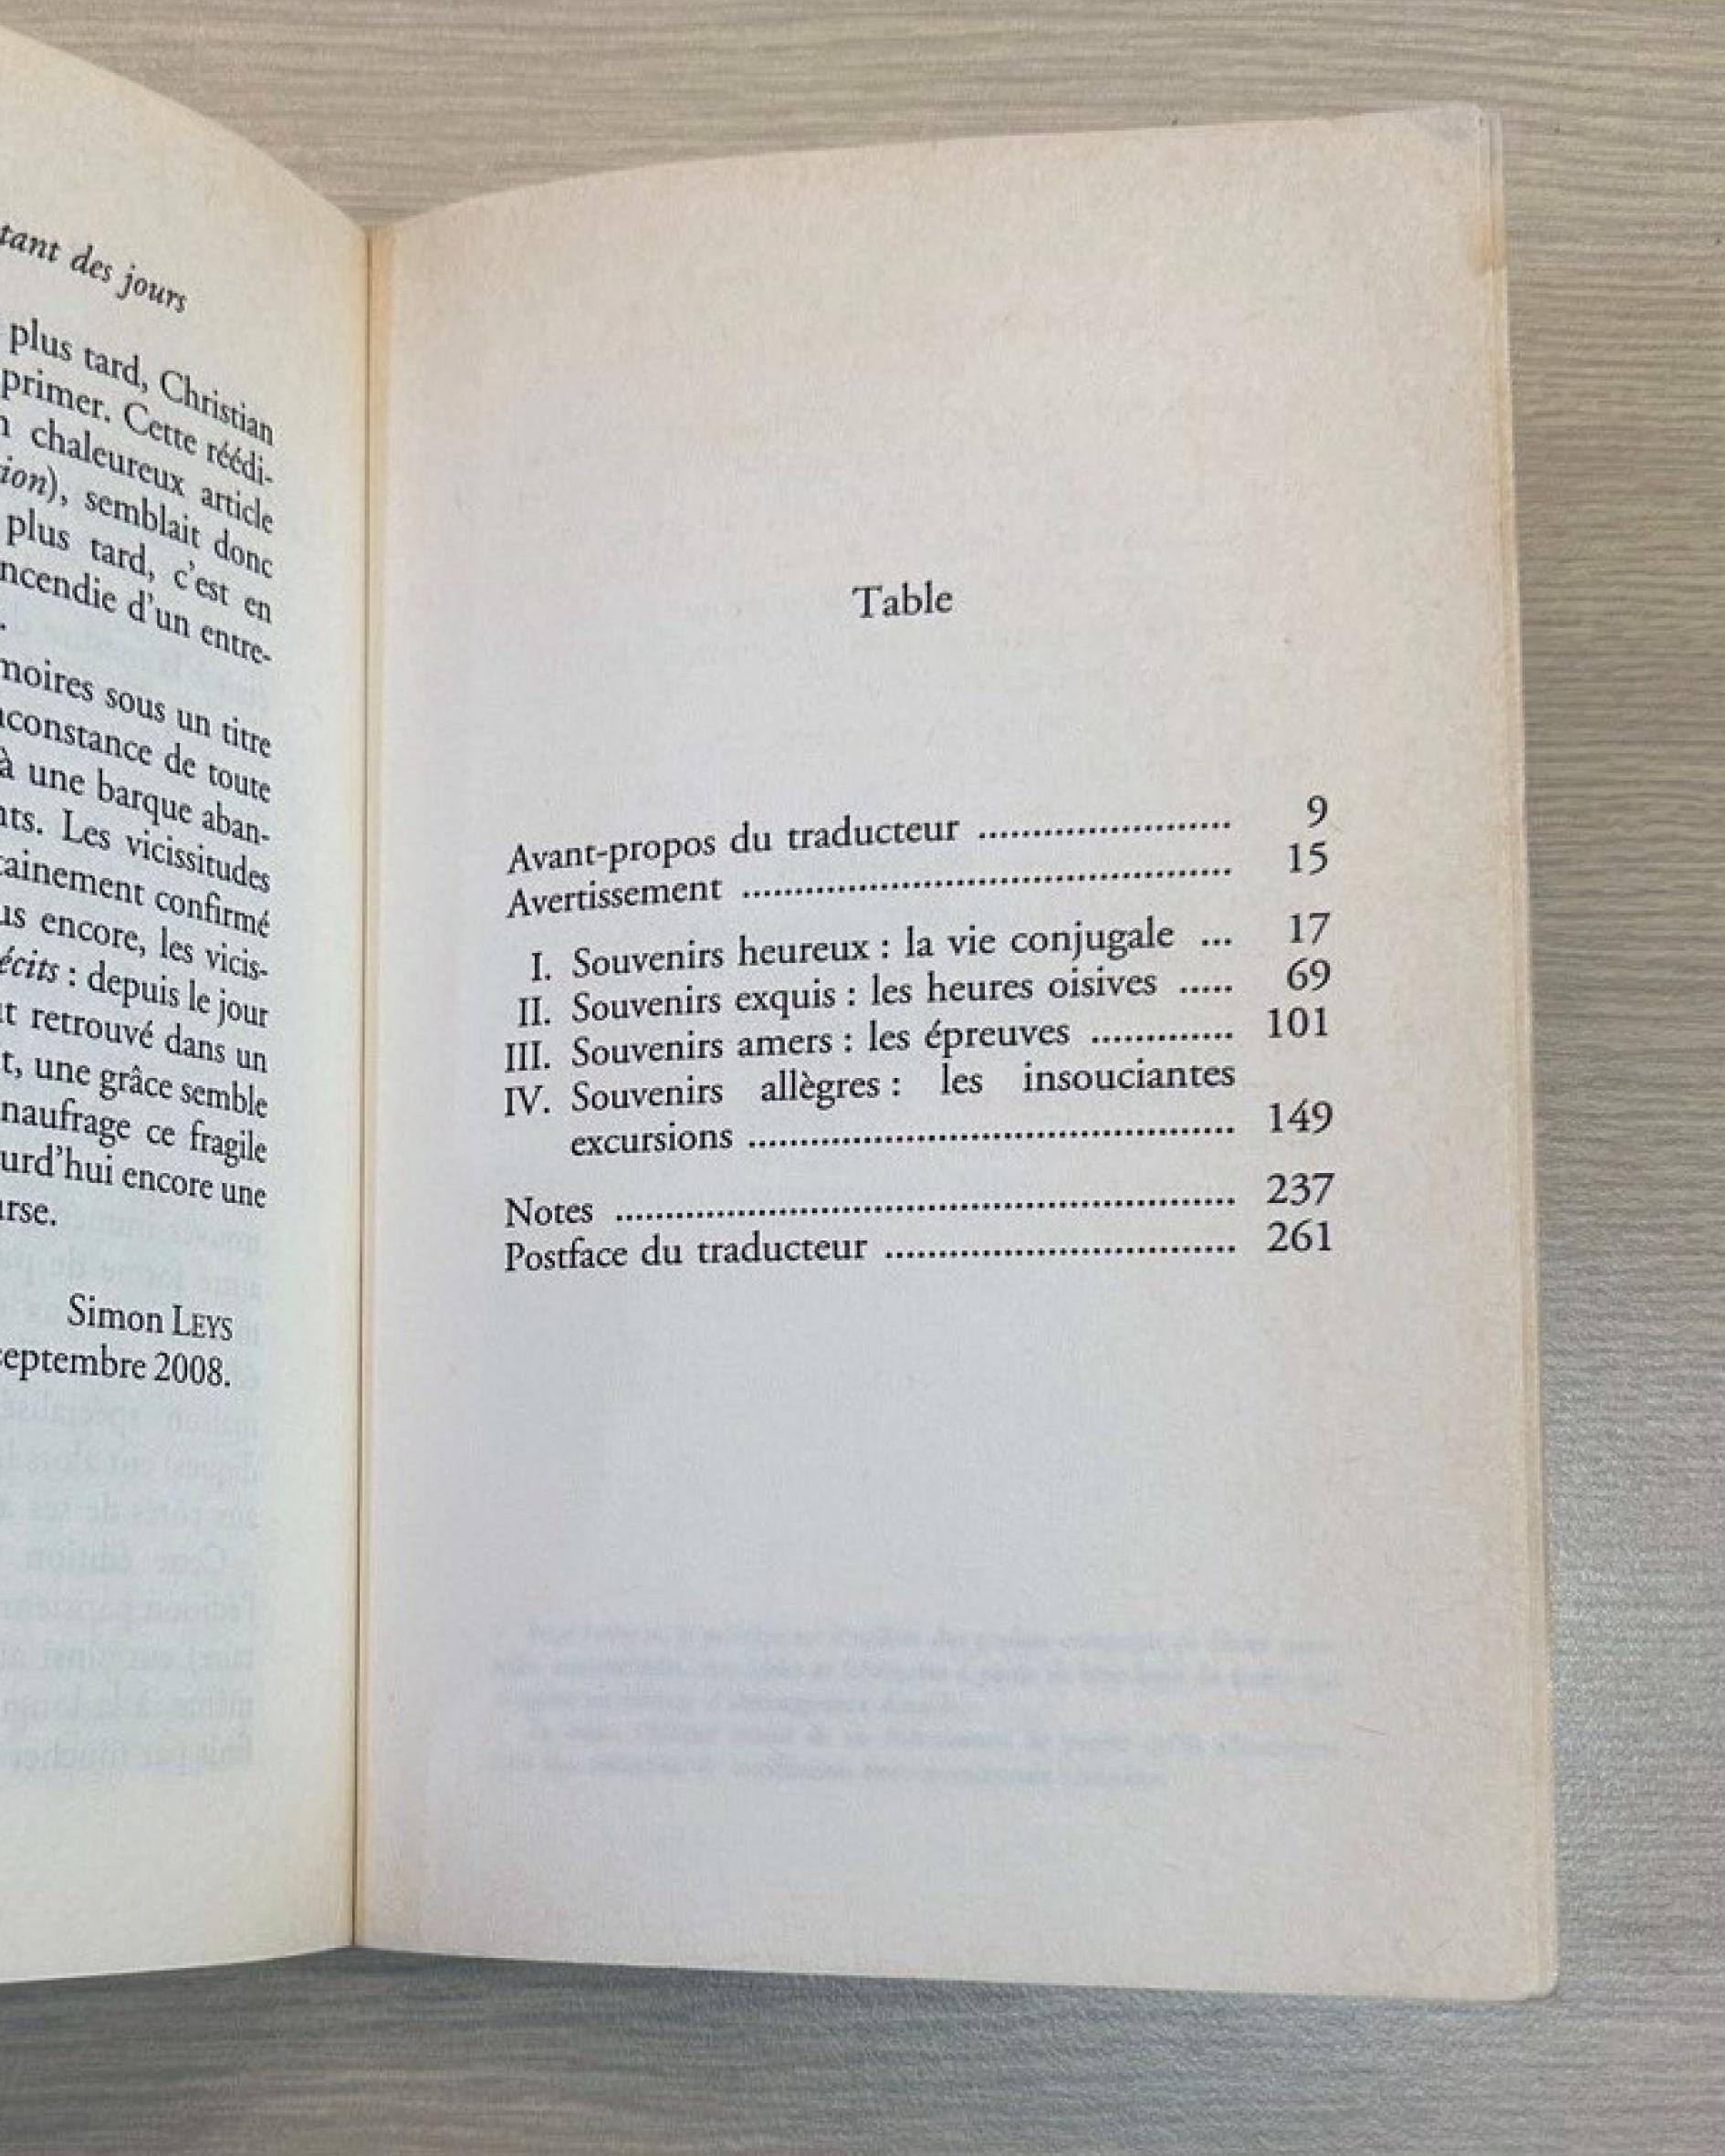 tant des jours
plus tard, Christian
primer. Cette réédi-
chaleureux article
ion), semblait donc
plus tard, c'est en
ncendie d'un entre-
moires sous un titre
nconstance de toute
à une barque aban-
nts. Les vicissitudes
tainement confirmé
us encore, les vicis-
écits : depuis le jour
t retrouvé dans un
t, une grâce semble
naufrage ce fragile
urd'hui encore une
urse.
Simon LEYS
septembre 2008.
Table
Avant-propos du traducteur ........................ 9
Avertissement ................................................ 15
I. Souvenirs heureux : la vie conjugale ... 17
II. Souvenirs exquis : les heures oisives ..... 69
III. Souvenirs amers : les épreuves ............. 101
IV. Souvenirs allègres : les insouciantes
excursions ................................................ 149
Notes ............................................................. 237
Postface du traducteur .................................. 261